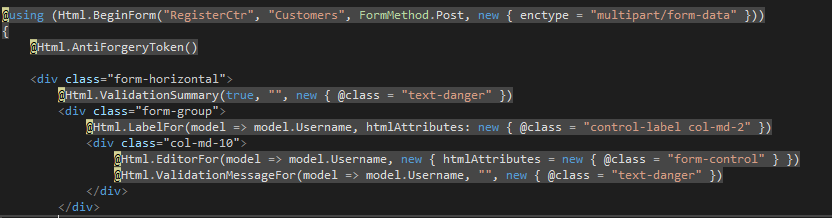 @using (Html.BeginForm("RegisterCtr", "Customers", FormMethod.Post, new { enctype = "multipart/form-data" }))
{
    @Html.AntiForgeryToken()

    <div class="form-horizontal">
        @Html.ValidationSummary(true, "", new { @class = "text-danger" })
        <div class="form-group">
            @Html.LabelFor(model => model.Username, htmlAttributes: new { @class = "control-label col-md-2" })
            <div class="col-md-10">
                @Html.EditorFor(model => model.Username, new { htmlAttributes = new { @class = "form-control" } })
                @Html.ValidationMessageFor(model => model.Username, "", new { @class = "text-danger" })
            </div>
        </div>